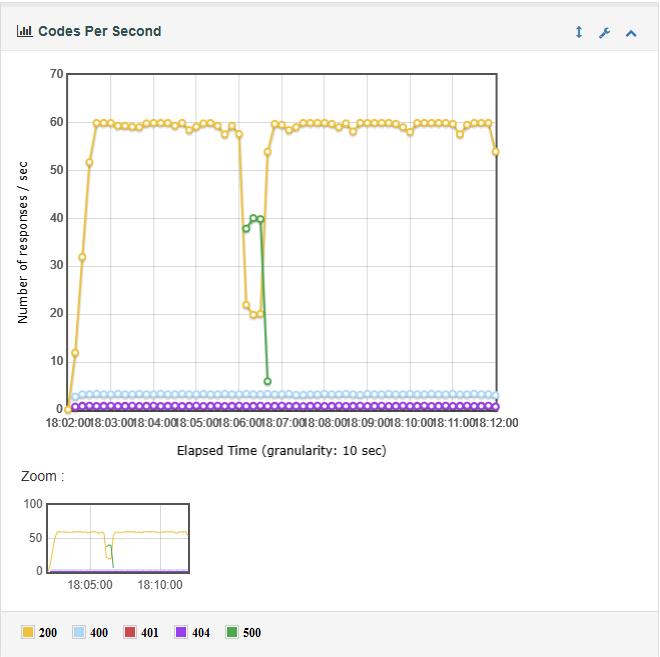 Codes Per Second
70
60
50
40
30
20
10
0
Number of responses / sec
18:02:00 18:03:00 18:04:00 18:05:00 18:06:00 18:07:00 18:08:00 18:09:00 18:10:00 18:11:00 18:12:00
Elapsed Time (granularity: 10 sec)
Zoom :
100
50
0
18:05:00 18:10:00
200 400 401 404 500